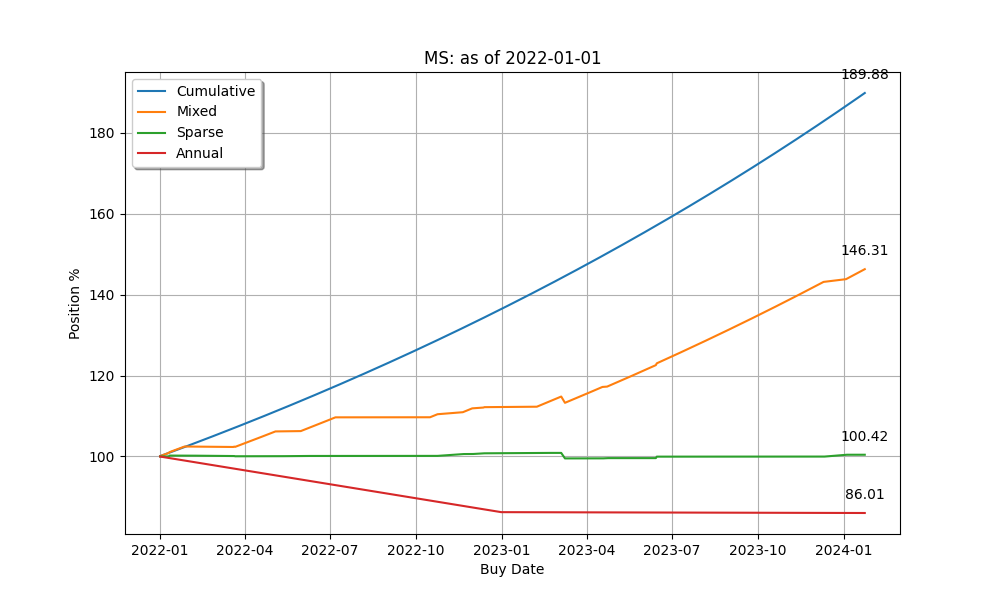 MS: as of 2022-01-01
189.88
Cumulative
Mixed
Sparse
Annual
180
160
146.31
140
Position %
120
100.42
100
86.01
2022-01 2022-04 2022-07 2022-10 2023-01 2023-04 2023-07 2023-10 2024-01
Buy Date